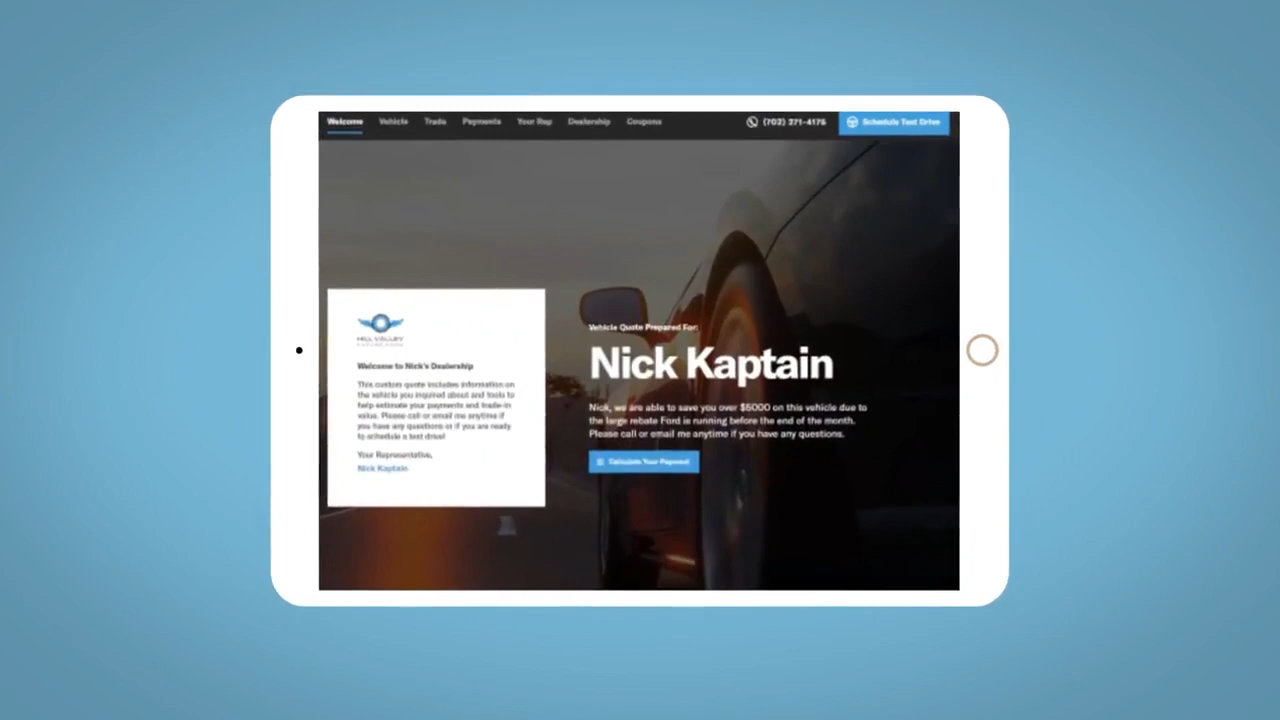 Welcome Vehicle Trade Payments Your Rep Dealership Coupons (702) 271-4175 Schedule Test Drive
HILL VALLEY
Welcome to Nick's Dealership
This custom quote includes information on
the vehicle you inquired about and tools to
help estimate your payments and trade-in
value. Please call or email me anytime if
you have any questions or if you are ready
to schedule a test drive!
Your Representative,
Nick Kaptain
Vehicle Quote Prepared For:
Nick Kaptain
Nick, we are able to save you over $5000 on this vehicle due to
the large rebate Ford is running before the end of the month.
Please call or email me anytime if you have any questions.
Calculate Your Payment